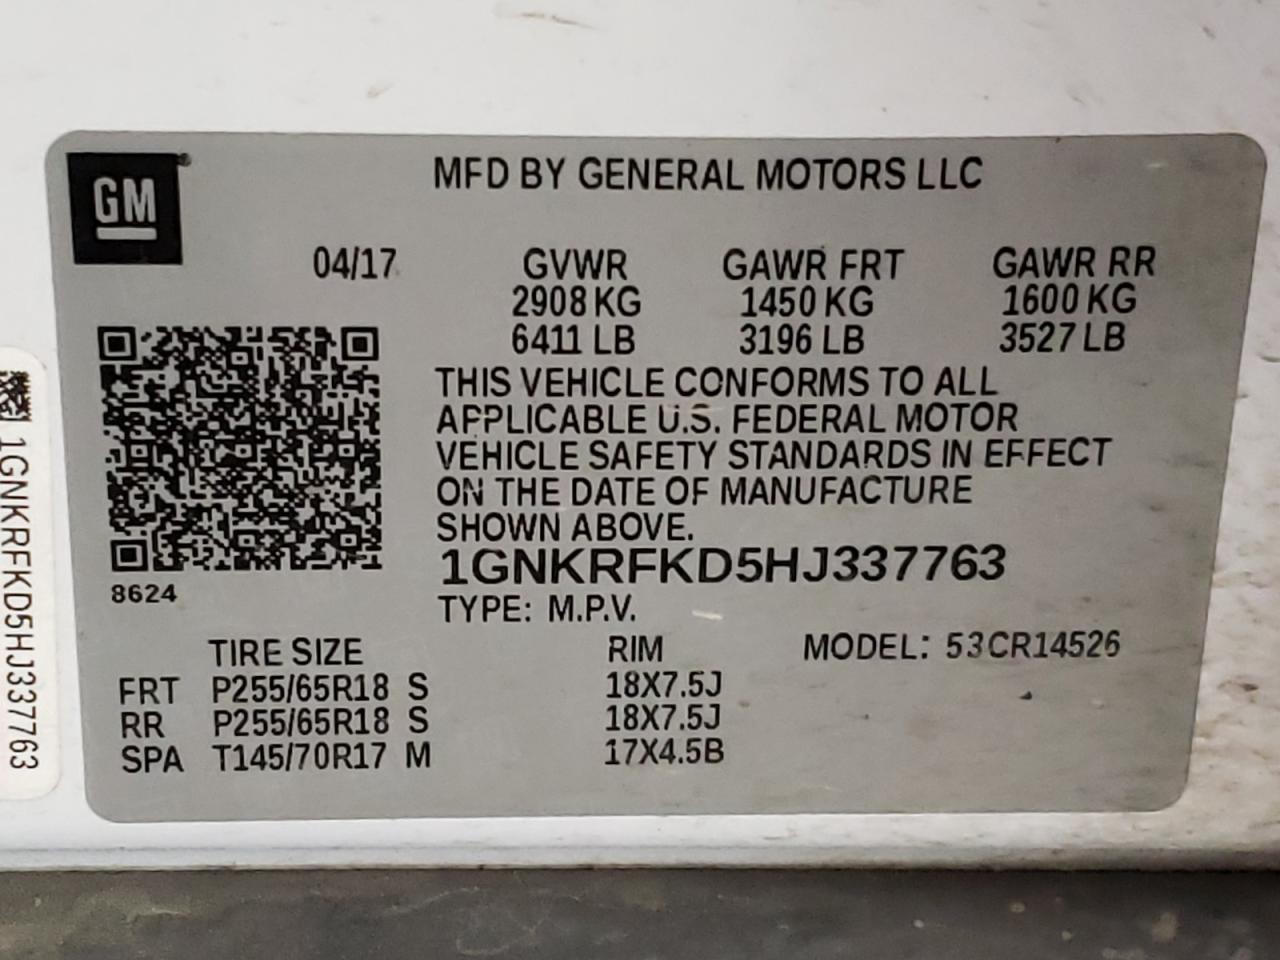 GM
MFD BY GENERAL MOTORS LLC
04/17 GVWR GAWR FRT GAWR RR
2908 KG 1450 KG 1600 KG
6411 LB 3196 LB 3527 LB
THIS VEHICLE CONFORMS TO ALL
APPLICABLE U.S. FEDERAL MOTOR
VEHICLE SAFETY STANDARDS IN EFFECT
ON THE DATE OF MANUFACTURE
SHOWN ABOVE.
1GNKRFKD5HJ337763
8624
TYPE: M.P.V.
TIRE SIZE RIM MODEL: 53CR14526
FRT P255/65R18 S 18X7.5J
RR P255/65R18 S 18X7.5J
SPA T145/70R17 M 17X4.5B
1GNKRFKD5HJ337763